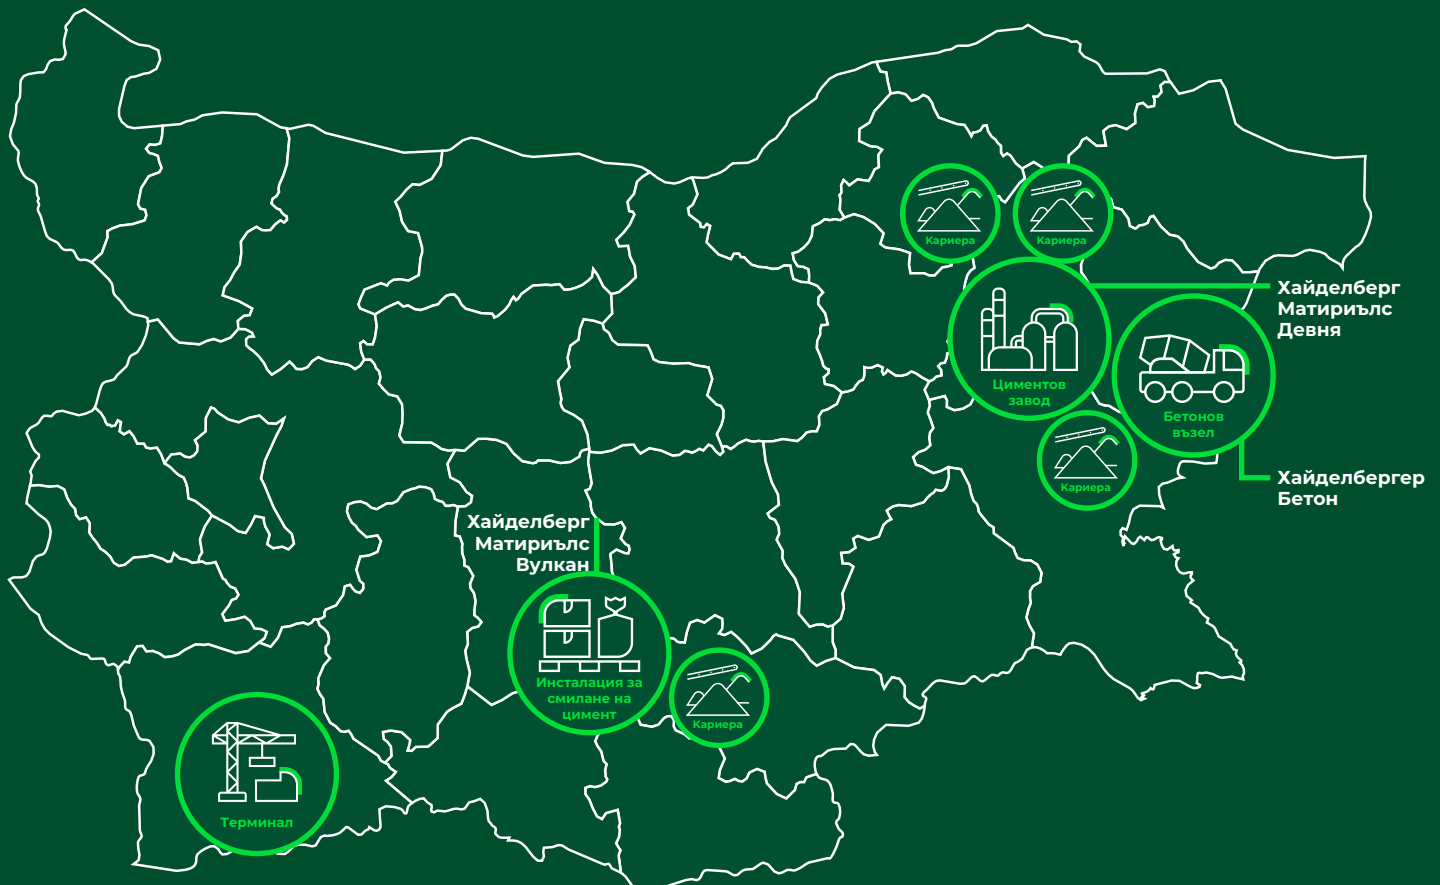 Кариера
Кариера
Хайделберг
Матириълс
Девня
Циментов
завод
Бетонов
възел
Кариера
Хайделбергер
Бетон
Хайделберг
Матириълс
Вулкан
Инсталация за
смилане на
цимент
Кариера
Терминал